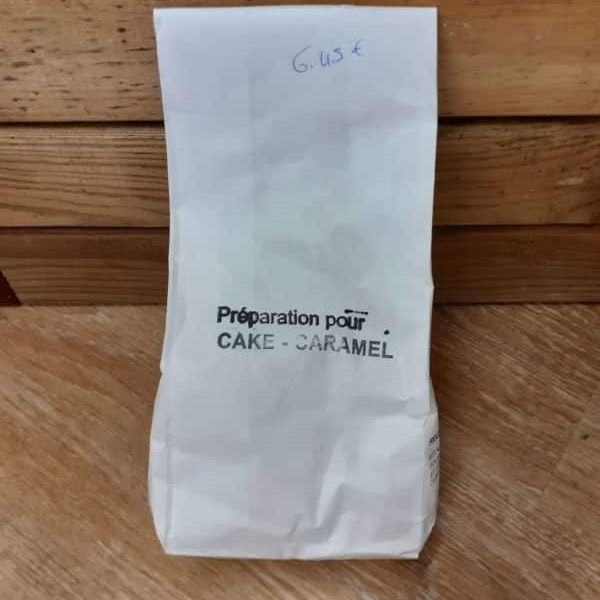 6.45 €
Préparation pour
CAKE - CARAMEL